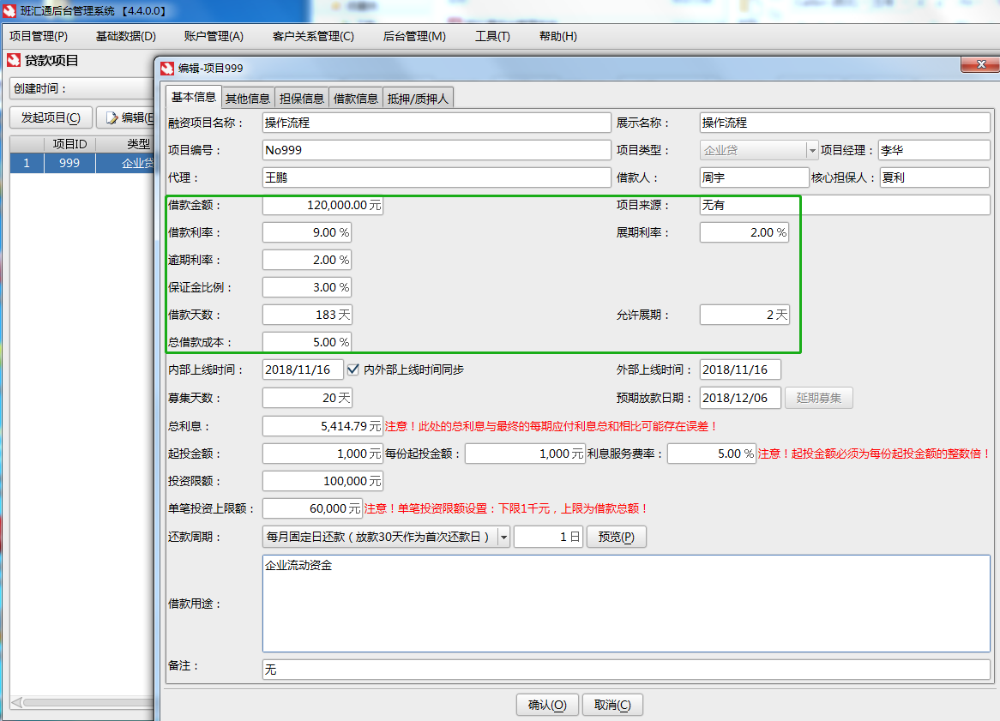 班汇通后台管理系统 【4.4.0.0】
项目管理(P) 基础数据(D) 账户管理(A) 客户关系管理(C) 后台管理(M) 工具(T) 帮助(H)
贷款项目
创建时间：
发起项目(C) 编辑(E
项目ID 类型
1 999 企业贷
编辑-项目999
基本信息 其他信息 担保信息 借款信息 抵押/质押人
融资项目名称： 操作流程 展示名称： 操作流程
项目编号： No999 项目类型： 企业贷 项目经理： 李华
代理： 王鹏 借款人： 周宇 核心担保人： 夏利
借款金额： 120,000.00 元 项目来源： 无有
借款利率： 9.00 % 展期利率： 2.00 %
逾期利率： 2.00 %
保证金比例： 3.00 %
借款天数： 183 天 允许展期： 2 天
总借款成本： 5.00 %
内部上线时间： 2018/11/16 内外部上线时间同步 外部上线时间： 2018/11/16
募集天数： 20 天 预期放款日期： 2018/12/06 延期募集
总利息： 5,414.79 元 注意！此处的总利息与最终的每期应付利息总和相比可能存在误差！
起投金额： 1,000 元 每份起投金额： 1,000 元 利息服务费率： 5.00 % 注意！起投金额必须为每份起投金额的整数倍！
投资限额： 100,000 元
单笔投资上限额： 60,000 元 注意！单笔投资限额设置：下限1千元，上限为借款总额！
还款周期： 每月固定日还款（放款30天作为首次还款日） 1 日 预览(P)
借款用途： 企业流动资金
备注： 无
确认(O) 取消(C)